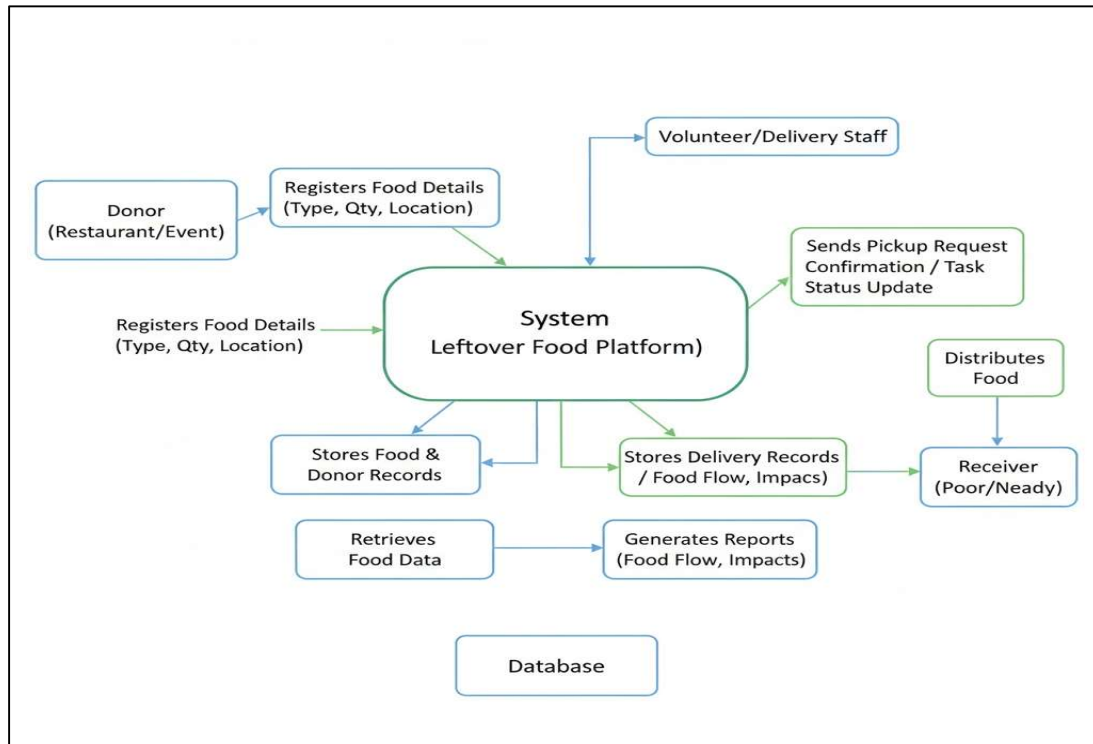 Volunteer/Delivery Staff
Registers Food Details
(Type, Qty, Location)
Donor
(Restaurant/Event)
Sends Pickup Request
Confirmation / Task
Status Update
System
Leftover Food Platform)
Registers Food Details
(Type, Qty, Location)
Distributes
Food
Stores Food &
Donor Records
Stores Delivery Records
/ Food Flow, Impacs)
Receiver
(Poor/Neady)
Retrieves
Food Data
Generates Reports
(Food Flow, Impacts)
Database